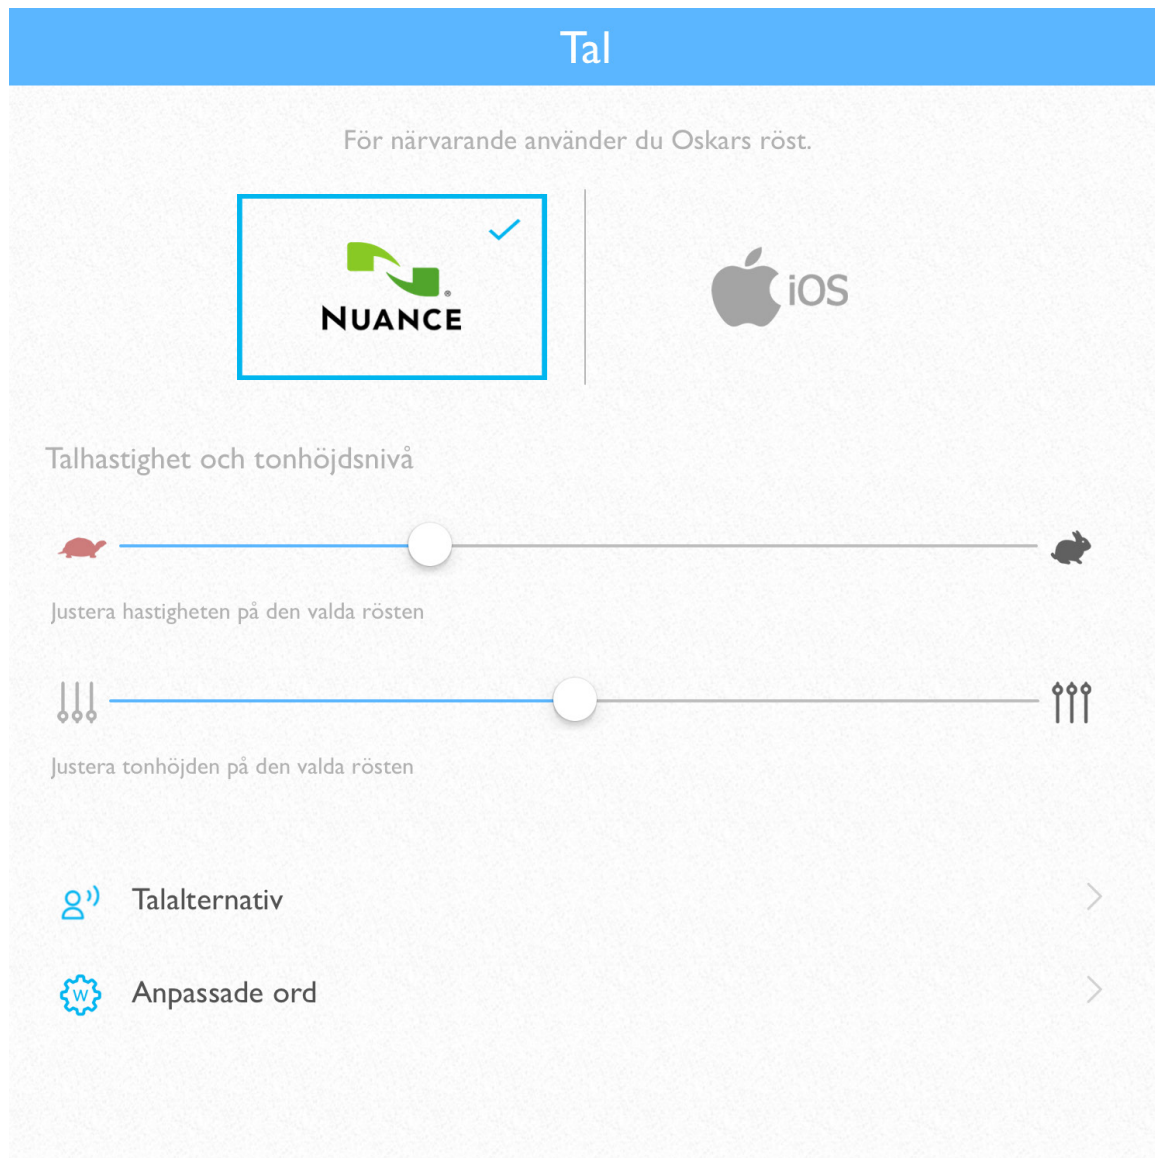 Tal
För närvarande använder du Oskars röst.
NUANCE®
iOS
Talhastighet och tonhöjdsnivå
Justera hastigheten på den valda rösten
Justera tonhöjden på den valda rösten
Talalternativ
W
Anpassade ord